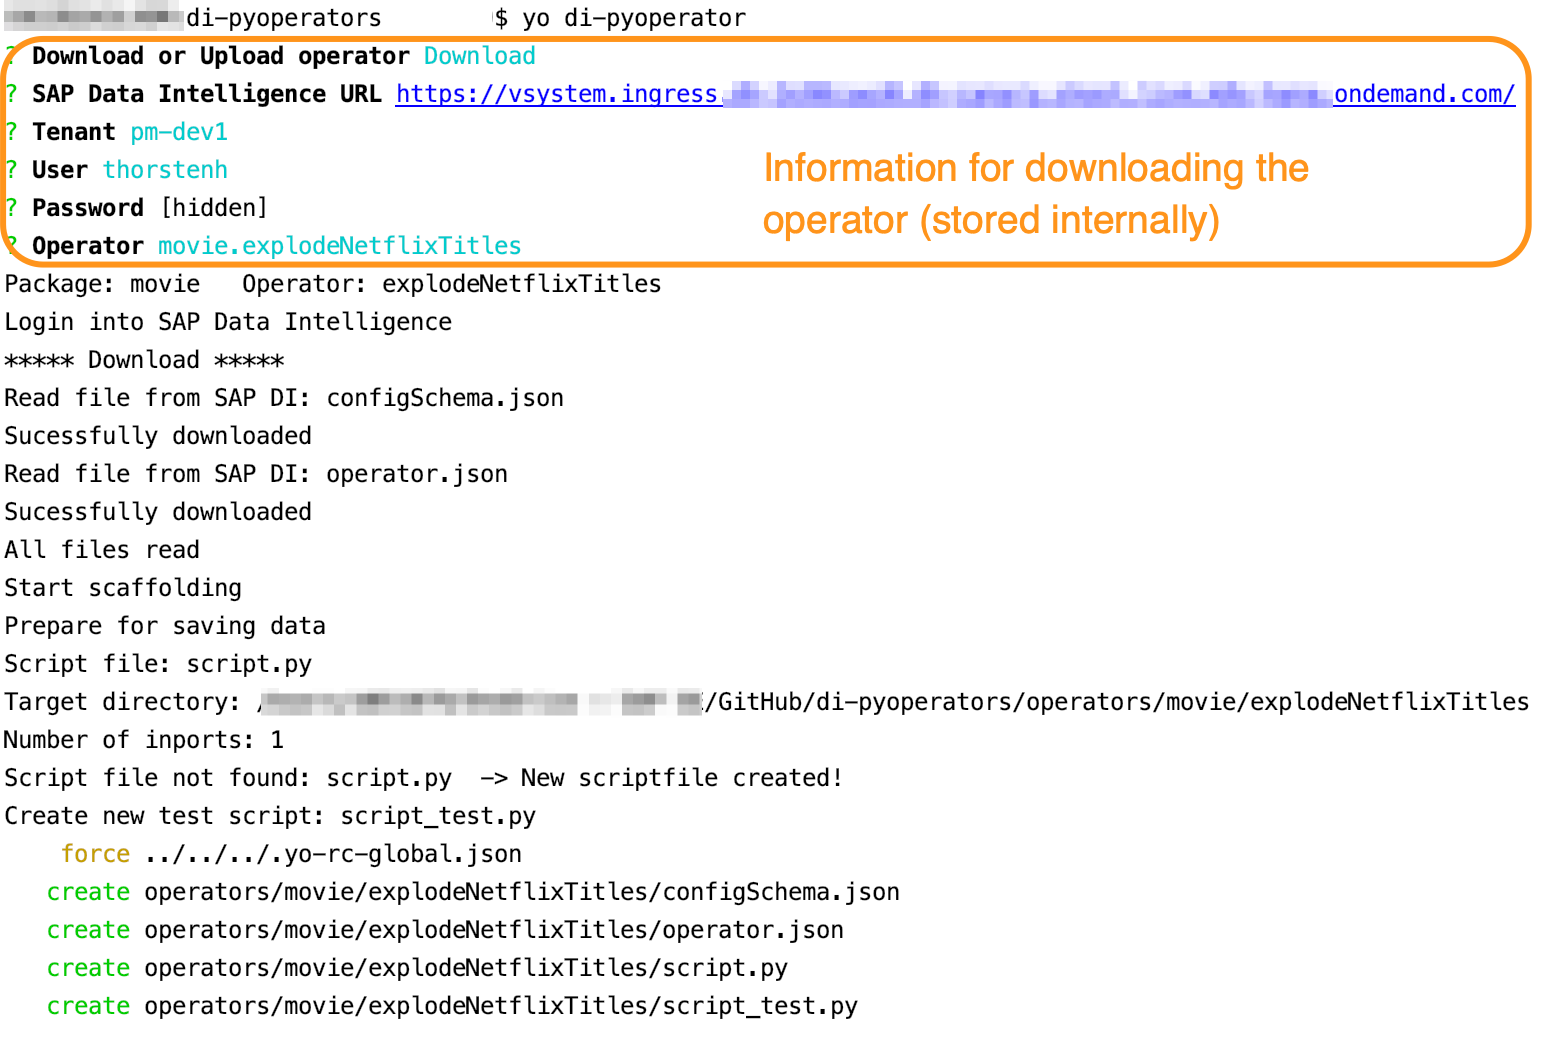 di-pyoperators $ yo di-pyoperator
? Download or Upload operator Download
? SAP Data Intelligence URL https://vsystem.ingress. ondemand.com/
? Tenant pm-dev1
? User thorstenh
? Password [hidden]
? Operator movie.explodeNetflixTitles
Information for downloading the
operator (stored internally)
Package: movie   Operator: explodeNetflixTitles
Login into SAP Data Intelligence
***** Download *****
Read file from SAP DI: configSchema.json
Sucessfully downloaded
Read file from SAP DI: operator.json
Sucessfully downloaded
All files read
Start scaffolding
Prepare for saving data
Script file: script.py
Target directory: / /GitHub/di-pyoperators/operators/movie/explodeNetflixTitles
Number of inports: 1
Script file not found: script.py  -> New scriptfile created!
Create new test script: script_test.py
force ../../../.yo-rc-global.json
create operators/movie/explodeNetflixTitles/configSchema.json
create operators/movie/explodeNetflixTitles/operator.json
create operators/movie/explodeNetflixTitles/script.py
create operators/movie/explodeNetflixTitles/script_test.py